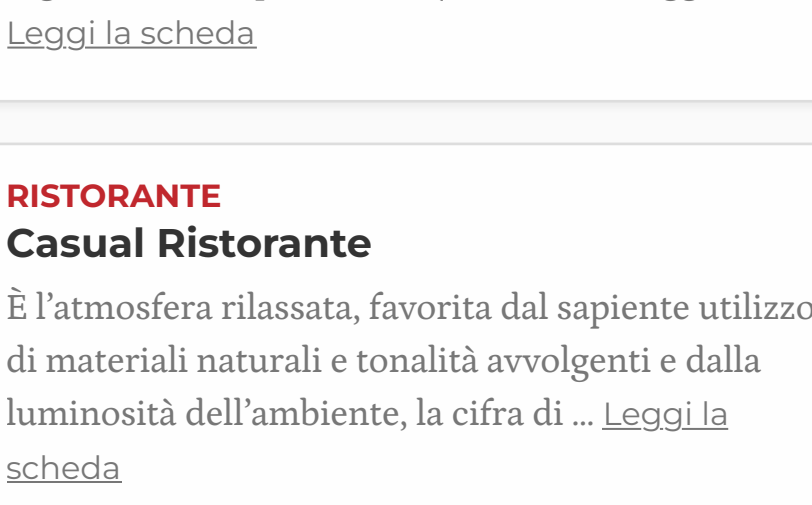 Leggi la scheda
RISTORANTE
Casual Ristorante
È l’atmosfera rilassata, favorita dal sapiente utilizzo
di materiali naturali e tonalità avvolgenti e dalla
luminosità dell’ambiente, la cifra di ... Leggi la
scheda